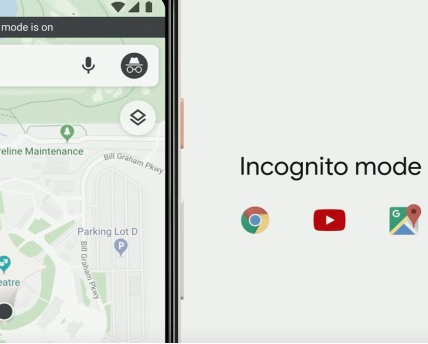 mode is on
reline Maintenance
Bill Graham Pkwy
Incognito mode
Parking Lot D
P
Bill Graham Pkwy
eatre
G